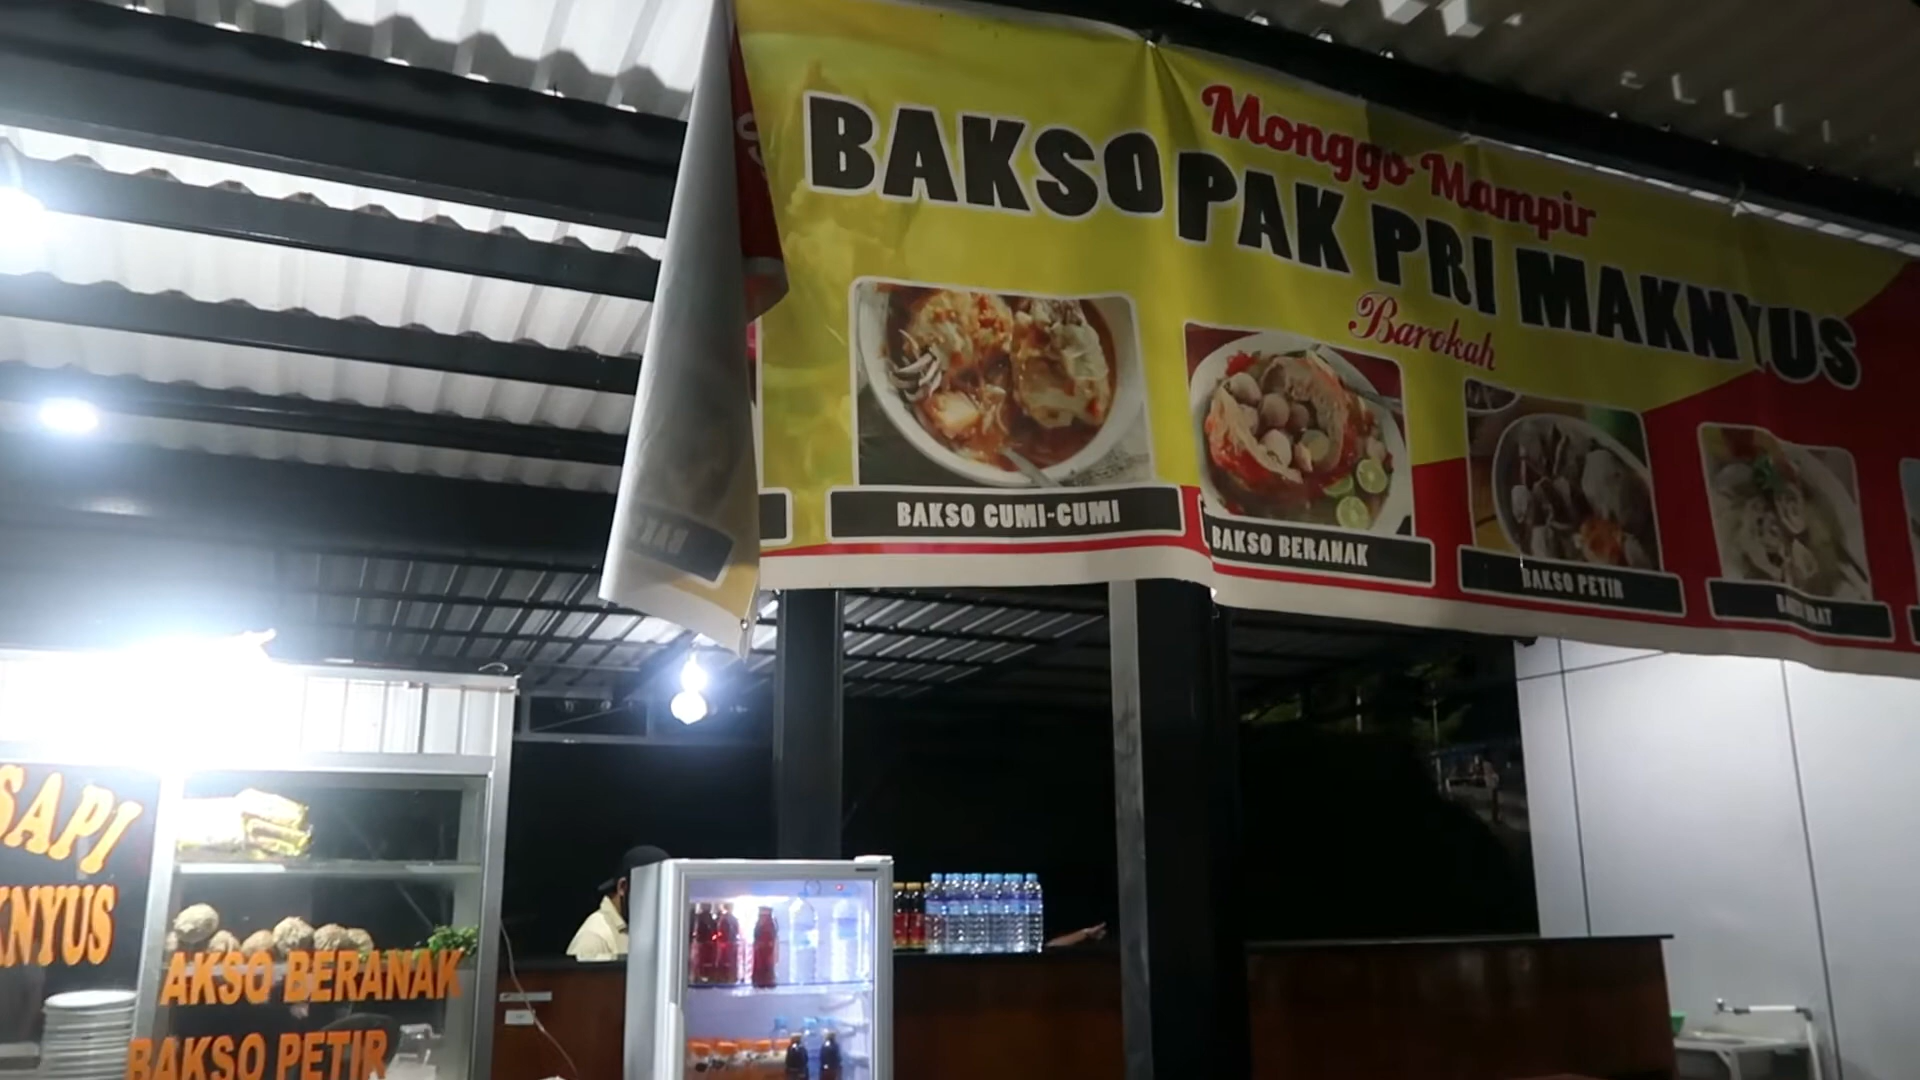 Monggo Mampir
BAKSO PAK PRI MAKNYUS
Barokah
BAKSO CUMI-CUMI
BAKSO BERANAK
BAKSO PETIR
SAPI
KNYUS
AKSO BERANAK
BAKSO PETIR